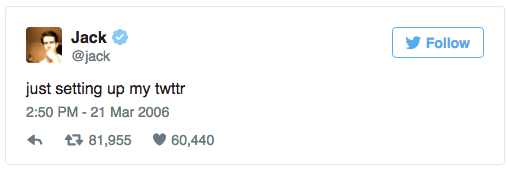 Jack
@jack
Follow
just setting up my twttr
2:50 PM - 21 Mar 2006
81,955 60,440